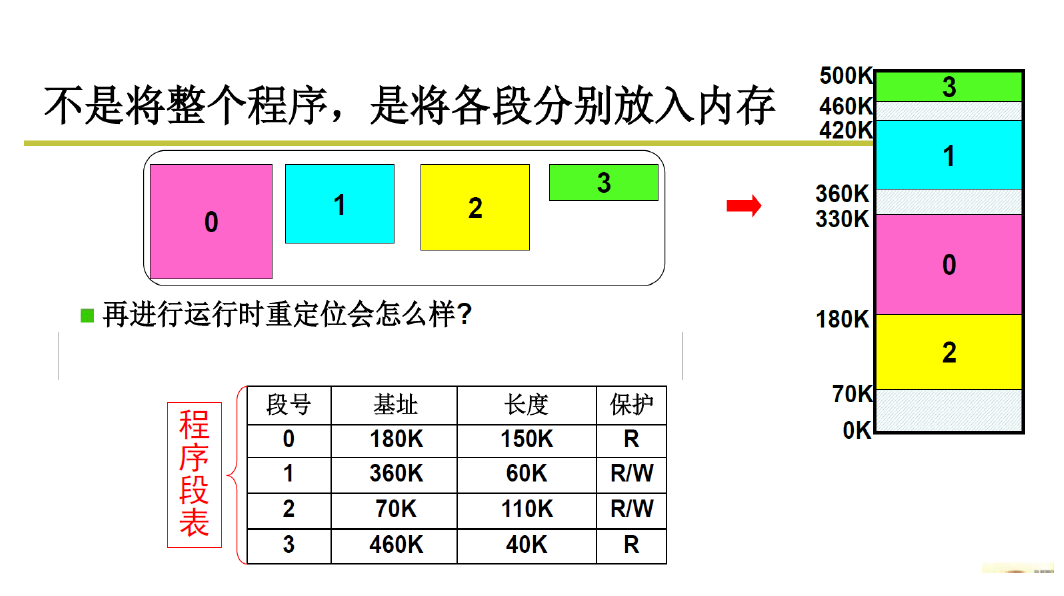 不是将整个程序，是将各段分别放入内存
0
1
2
3
再进行运行时重定位会怎么样?
程序段表
段号 基址 长度 保护
0 180K 150K R
1 360K 60K R/W
2 70K 110K R/W
3 460K 40K R
500K
3
460K
420K
1
360K
330K
0
180K
2
70K
0K